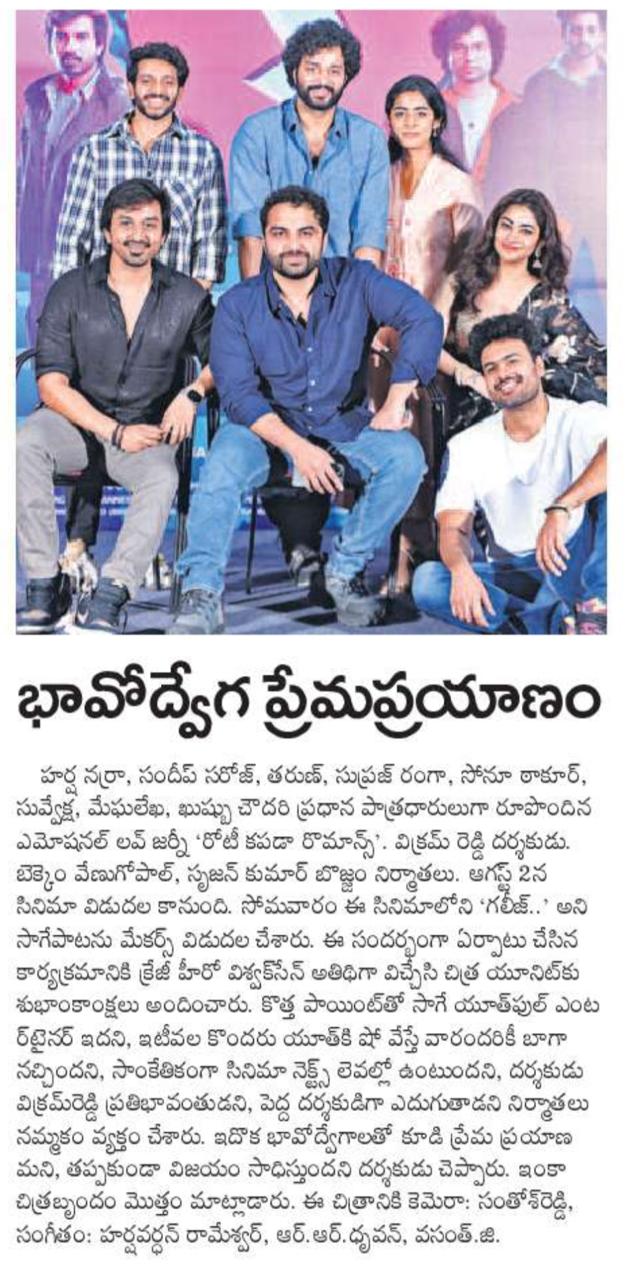 భావోద్వేగ ప్రేమప్రయాణం
హర్ష నర్రా, సందీప్ సరోజ్, తరుణ్, సుప్రజ్ రంగా, సోనూ ఠాకూర్,
సువ్వేక్ష, మేఘలేఖ, ఖుష్బు చౌదరి ప్రధాన పాత్రధారులుగా రూపొందిన
ఎమోషనల్ లవ్ జర్నీ ‘రోటీ కపడా రొమాన్స్’. విక్రమ్ రెడ్డి దర్శకుడు.
బెక్కెం వేణుగోపాల్, సృజన్ కుమార్ బొజ్జం నిర్మాతలు. ఆగస్ట్ 2న
సినిమా విడుదల కానుంది. సోమవారం ఈ సినిమాలోని ‘గలీజ్..’ అని
సాగేపాటను మేకర్స్ విడుదల చేశారు. ఈ సందర్భంగా ఏర్పాటు చేసిన
కార్యక్రమానికి క్రేజీ హీరో విశ్వక్‌సేన్ అతిథిగా విచ్చేసి చిత్ర యూనిట్‌కు
శుభాంకాంక్షలు అందించారు. కొత్త పాయింట్‌తో సాగే యూత్‌ఫుల్ ఎంట
ర్‌టైనర్ ఇదని, ఇటీవల కొందరు యూత్‌కి షో వేస్తే వారందరికీ బాగా
నచ్చిందని, సాంకేతికంగా సినిమా నెక్ట్స్ లెవల్లో ఉంటుందని, దర్శకుడు
విక్రమ్‌రెడ్డి ప్రతిభావంతుడని, పెద్ద దర్శకుడిగా ఎదుగుతాడని నిర్మాతలు
నమ్మకం వ్యక్తం చేశారు. ఇదొక భావోద్వేగాలతో కూడి ప్రేమ ప్రయాణ
మని, తప్పకుండా విజయం సాధిస్తుందని దర్శకుడు చెప్పారు. ఇంకా
చిత్రబృందం మొత్తం మాట్లాడారు. ఈ చిత్రానికి కెమెరా: సంతోశ్‌రెడ్డి,
సంగీతం: హర్షవర్ధన్ రామేశ్వర్, ఆర్.ఆర్.ధృవన్, వసంత్.జి.